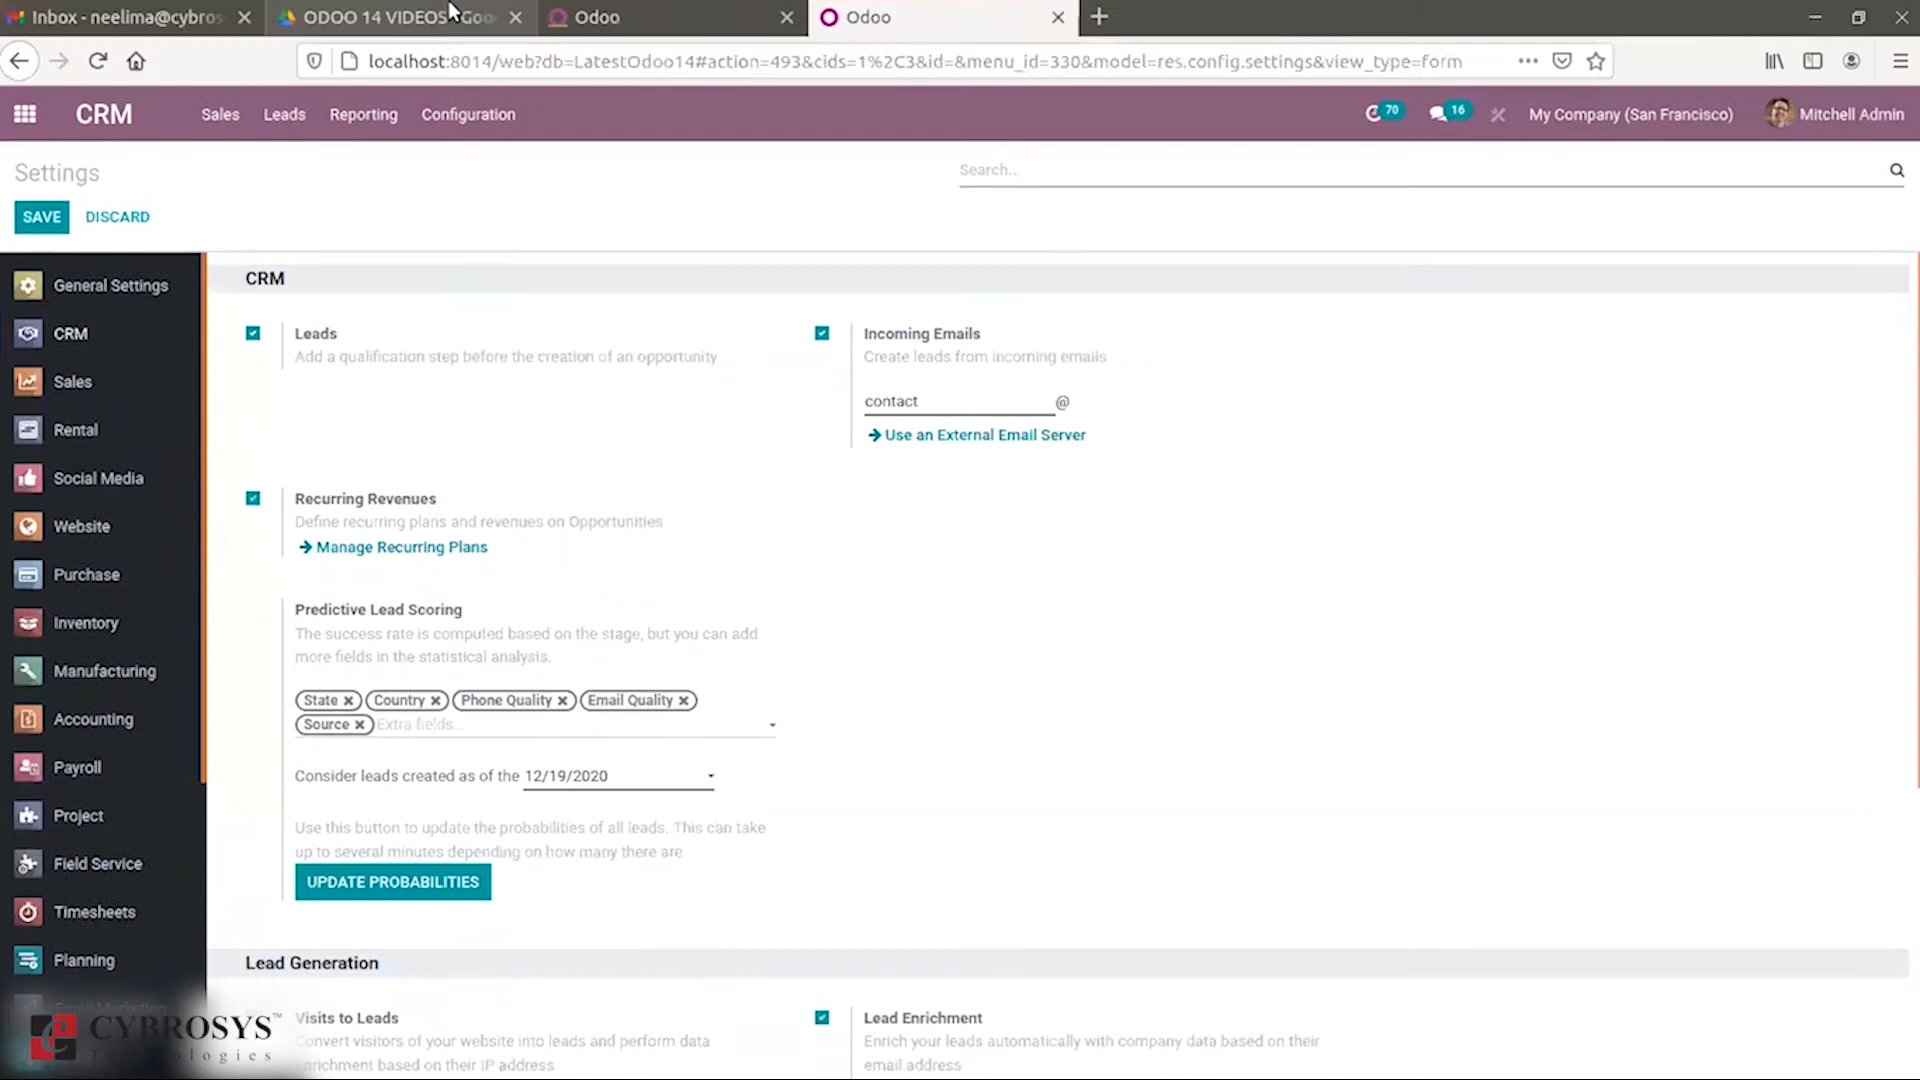 Inbox - neelima@cybros
ODOO 14 VIDEOS - Goo
Odoo
Odoo
localhost:8014/web?db=LatestOdoo14#action=493&cids=1%2C3&id=&menu_id=330&model=res.config.settings&view_type=form
CRM
Sales
Leads
Reporting
Configuration
70
16
My Company (San Francisco)
Mitchell Admin
Settings
Search...
SAVE
DISCARD
General Settings
CRM
Sales
Rental
Social Media
Website
Purchase
Inventory
Manufacturing
Accounting
Payroll
Project
Field Service
Timesheets
Planning
Email Marketing
CRM
Leads
Add a qualification step before the creation of an opportunity
Incoming Emails
Create leads from incoming emails
contact @
Use an External Email Server
Recurring Revenues
Define recurring plans and revenues on Opportunities
Manage Recurring Plans
Predictive Lead Scoring
The success rate is computed based on the stage, but you can add
more fields in the statistical analysis.
State Country Phone Quality Email Quality
Source Extra fields...
Consider leads created as of the 12/19/2020
Use this button to update the probabilities of all leads. This can take
up to several minutes depending on how many there are
UPDATE PROBABILITIES
Lead Generation
Visits to Leads
Convert visitors of your website into leads and perform data
enrichment based on their IP address
Lead Enrichment
Enrich your leads automatically with company data based on their
email address
CYBROSYS™
Technologies